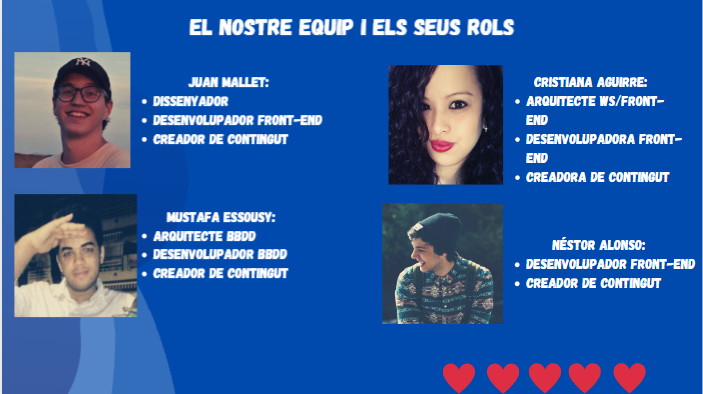 EL NOSTRE EQUIP I ELS SEUS ROLS
JUAN MALLET:
• DISSENYADOR
• DESENVOLUPADOR FRONT-END
• CREADOR DE CONTINGUT
CRISTIANA AGUIRRE:
• ARQUITECTE WS/FRONT-
END
• DESENVOLUPADORA FRONT-
END
• CREADORA DE CONTINGUT
MUSTAFA ESSOUSY:
• ARQUITECTE BBDD
• DESENVOLUPADOR BBDD
• CREADOR DE CONTINGUT
NÉSTOR ALONSO:
• DESENVOLUPADOR FRONT-END
• CREADOR DE CONTINGUT